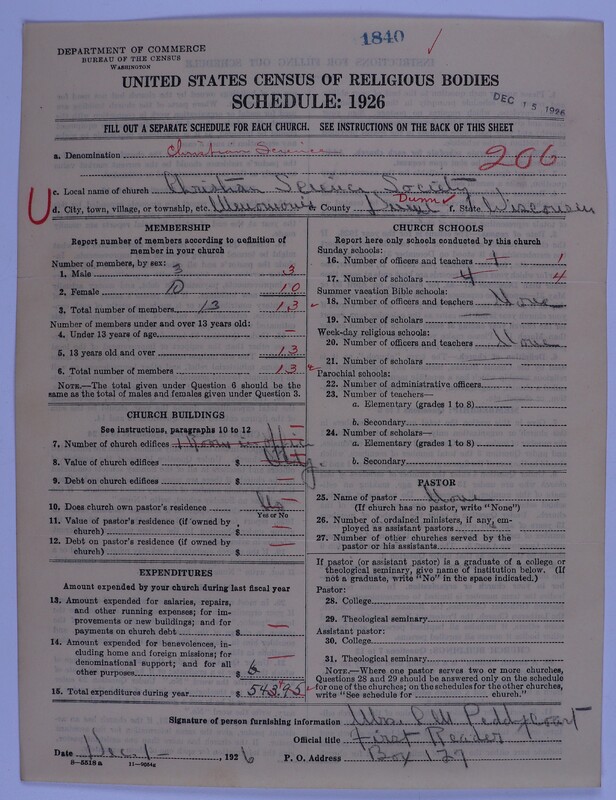 1840
DEPARTMENT OF COMMERCE
BUREAU OF THE CENSUS
WASHINGTON
UNITED STATES CENSUS OF RELIGIOUS BODIES
SCHEDULE: 1926
DEC 15 1926
FILL OUT A SEPARATE SCHEDULE FOR EACH CHURCH. SEE INSTRUCTIONS ON THE BACK OF THIS SHEET
a. Denomination Christian Science 206
c. Local name of church Christian Science Society
U d. City, town, village, or township, etc. Menomonie County Dunn f. State Wisconsin
MEMBERSHIP
Report number of members according to definition of member in your church
Number of members, by sex:
1. Male 3 3
2. Female 10 10
3. Total number of members 13 13
Number of members under and over 13 years old:
4. Under 13 years of age —
5. 13 years old and over 13
6. Total number of members 13
NOTE.—The total given under Question 6 should be the same as the total of males and females given under Question 3.
CHURCH BUILDINGS
See instructions, paragraphs 10 to 12
7. Number of church edifices
8. Value of church edifices $
9. Debt on church edifices $ —
10. Does church own pastor's residence No
Yes or No
11. Value of pastor's residence (if owned by church) $ —
12. Debt on pastor's residence (if owned by church) $ —
EXPENDITURES
Amount expended by your church during last fiscal year
13. Amount expended for salaries, repairs, and other running expenses; for improvements or new buildings; and for payments on church debt $ —
14. Amount expended for benevolences, including home and foreign missions; for denominational support; and for all other purposes $
15. Total expenditures during year $ 543.95
CHURCH SCHOOLS
Report here only schools conducted by this church
Sunday schools:
16. Number of officers and teachers 1 1
17. Number of scholars 4 4
Summer vacation Bible schools:
18. Number of officers and teachers None
19. Number of scholars —
Week-day religious schools:
20. Number of officers and teachers None
21. Number of scholars
Parochial schools:
22. Number of administrative officers
23. Number of teachers—
a. Elementary (grades 1 to 8)
b. Secondary
24. Number of scholars—
a. Elementary (grades 1 to 8)
b. Secondary
PASTOR
25. Name of pastor None
(If church has no pastor, write "None")
26. Number of ordained ministers, if any, employed as assistant pastors
27. Number of other churches served by the pastor or his assistants
If pastor (or assistant pastor) is a graduate of a college or theological seminary, give name of institution below. (If not a graduate, write "No" in the space indicated.)
Pastor:
28. College
29. Theological seminary
Assistant pastor:
30. College
31. Theological seminary
NOTE.—Where one pastor serves two or more churches, Questions 28 and 29 should be answered only on the schedule for one of the churches; on the schedules for the other churches, write "See schedule for church."
Signature of person furnishing information Mrs. P. M. Peddycoart
Official title First Reader
Date Dec. 1— , 1926 P. O. Address Box 127
8-5518 a 11-9034